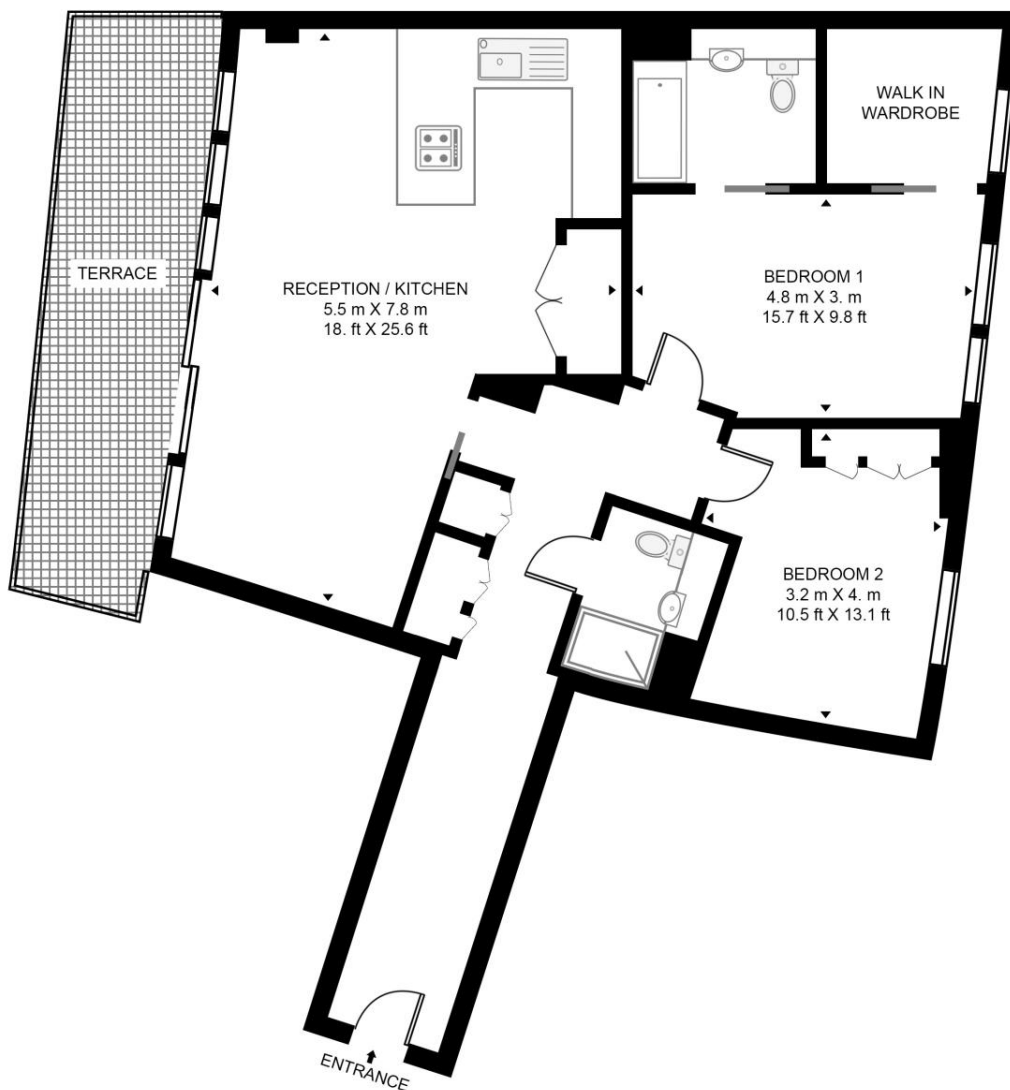 WALK IN
WARDROBE
TERRACE
RECEPTION / KITCHEN
5.5 m X 7.8 m
18. ft X 25.6 ft
BEDROOM 1
4.8 m X 3. m
15.7 ft X 9.8 ft
BEDROOM 2
3.2 m X 4. m
10.5 ft X 13.1 ft
ENTRANCE